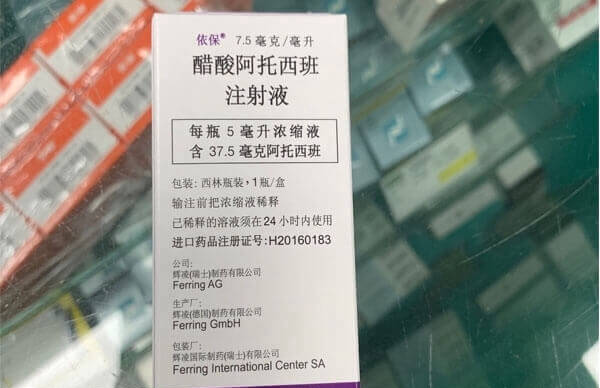 依保® 7.5 毫克/毫升
醋酸阿托西班
注射液
每瓶 5 毫升浓缩液
含 37.5 毫克阿托西班
包装: 西林瓶装，1瓶/盒
输注前把浓缩液稀释
已稀释的溶液须在24小时内使用
进口药品注册证号:H20160183
公司:
辉凌(瑞士)制药有限公司
Ferring AG
生产厂:
辉凌(德国)制药有限公司
Ferring GmbH
包装厂:
辉凌国际制药(瑞士)有限公司
Ferring International Center SA